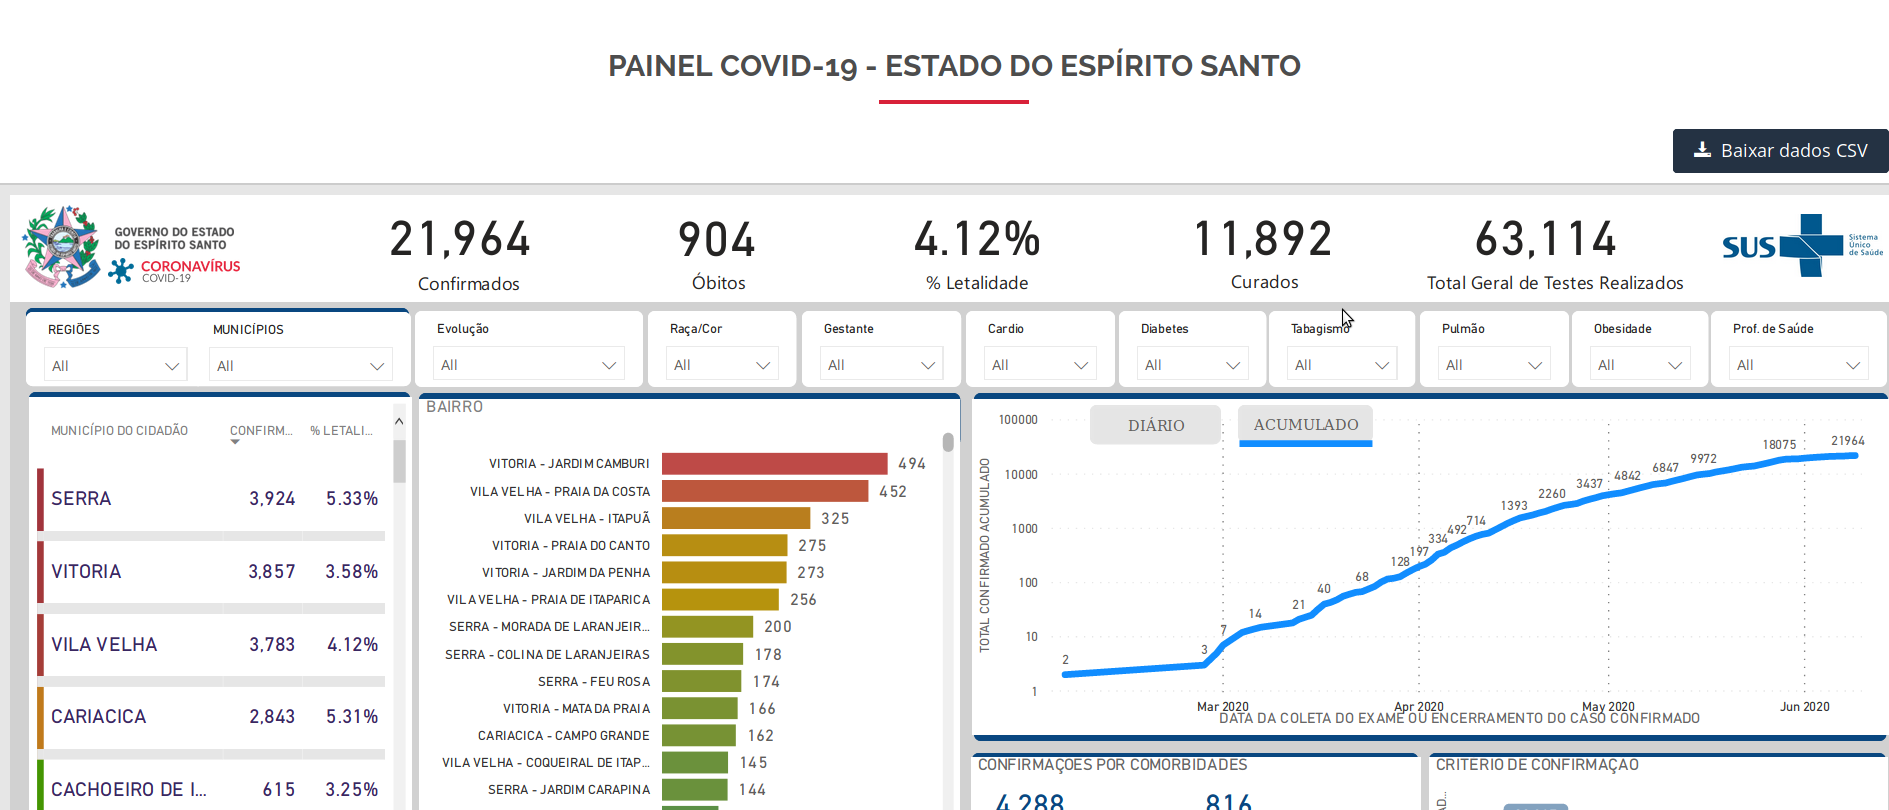 PAINEL COVID-19 - ESTADO DO ESPÍRITO SANTO
Baixar dados CSV
GOVERNO DO ESTADO
DO ESPÍRITO SANTO
CORONAVÍRUS
COVID-19
21,964
Confirmados
904
Óbitos
4.12%
% Letalidade
11,892
Curados
63,114
Total Geral de Testes Realizados
SUS
Sistema
Único
de Saúde
REGIÕES
All
MUNICÍPIOS
All
Evolução
All
Raça/Cor
All
Gestante
All
Cardio
All
Diabetes
All
Tabagismo
All
Pulmão
All
Obesidade
All
Prof. de Saúde
All
MUNICÍPIO DO CIDADÃO CONFIRM... % LETALI...
SERRA 3,924 5.33%
VITORIA 3,857 3.58%
VILA VELHA 3,783 4.12%
CARIACICA 2,843 5.31%
CACHOEIRO DE I... 615 3.25%
BAIRRO
VITORIA - JARDIM CAMBURI 494
VILA VELHA - PRAIA DA COSTA 452
VILA VELHA - ITAPUÃ 325
VITORIA - PRAIA DO CANTO 275
VITORIA - JARDIM DA PENHA 273
VILA VELHA - PRAIA DE ITAPARICA 256
SERRA - MORADA DE LARANJEIR... 200
SERRA - COLINA DE LARANJEIRAS 178
SERRA - FEU ROSA 174
VITORIA - MATA DA PRAIA 166
CARIACICA - CAMPO GRANDE 162
VILA VELHA - COQUEIRAL DE ITAP... 145
SERRA - JARDIM CARAPINA 144
DIÁRIO
ACUMULADO
TOTAL CONFIRMADO ACUMULADO
100000
10000
1000
100
10
1
2
3
7
14
21
40
68
128
197
334
492
714
1393
2260
3437
4842
6847
9972
18075
21964
Mar 2020 Apr 2020 May 2020 Jun 2020
DATA DA COLETA DO EXAME OU ENCERRAMENTO DO CASO CONFIRMADO
CONFIRMAÇÕES POR COMORBIDADES
4,288 816
CRITÉRIO DE CONFIRMAÇÃO
AD...